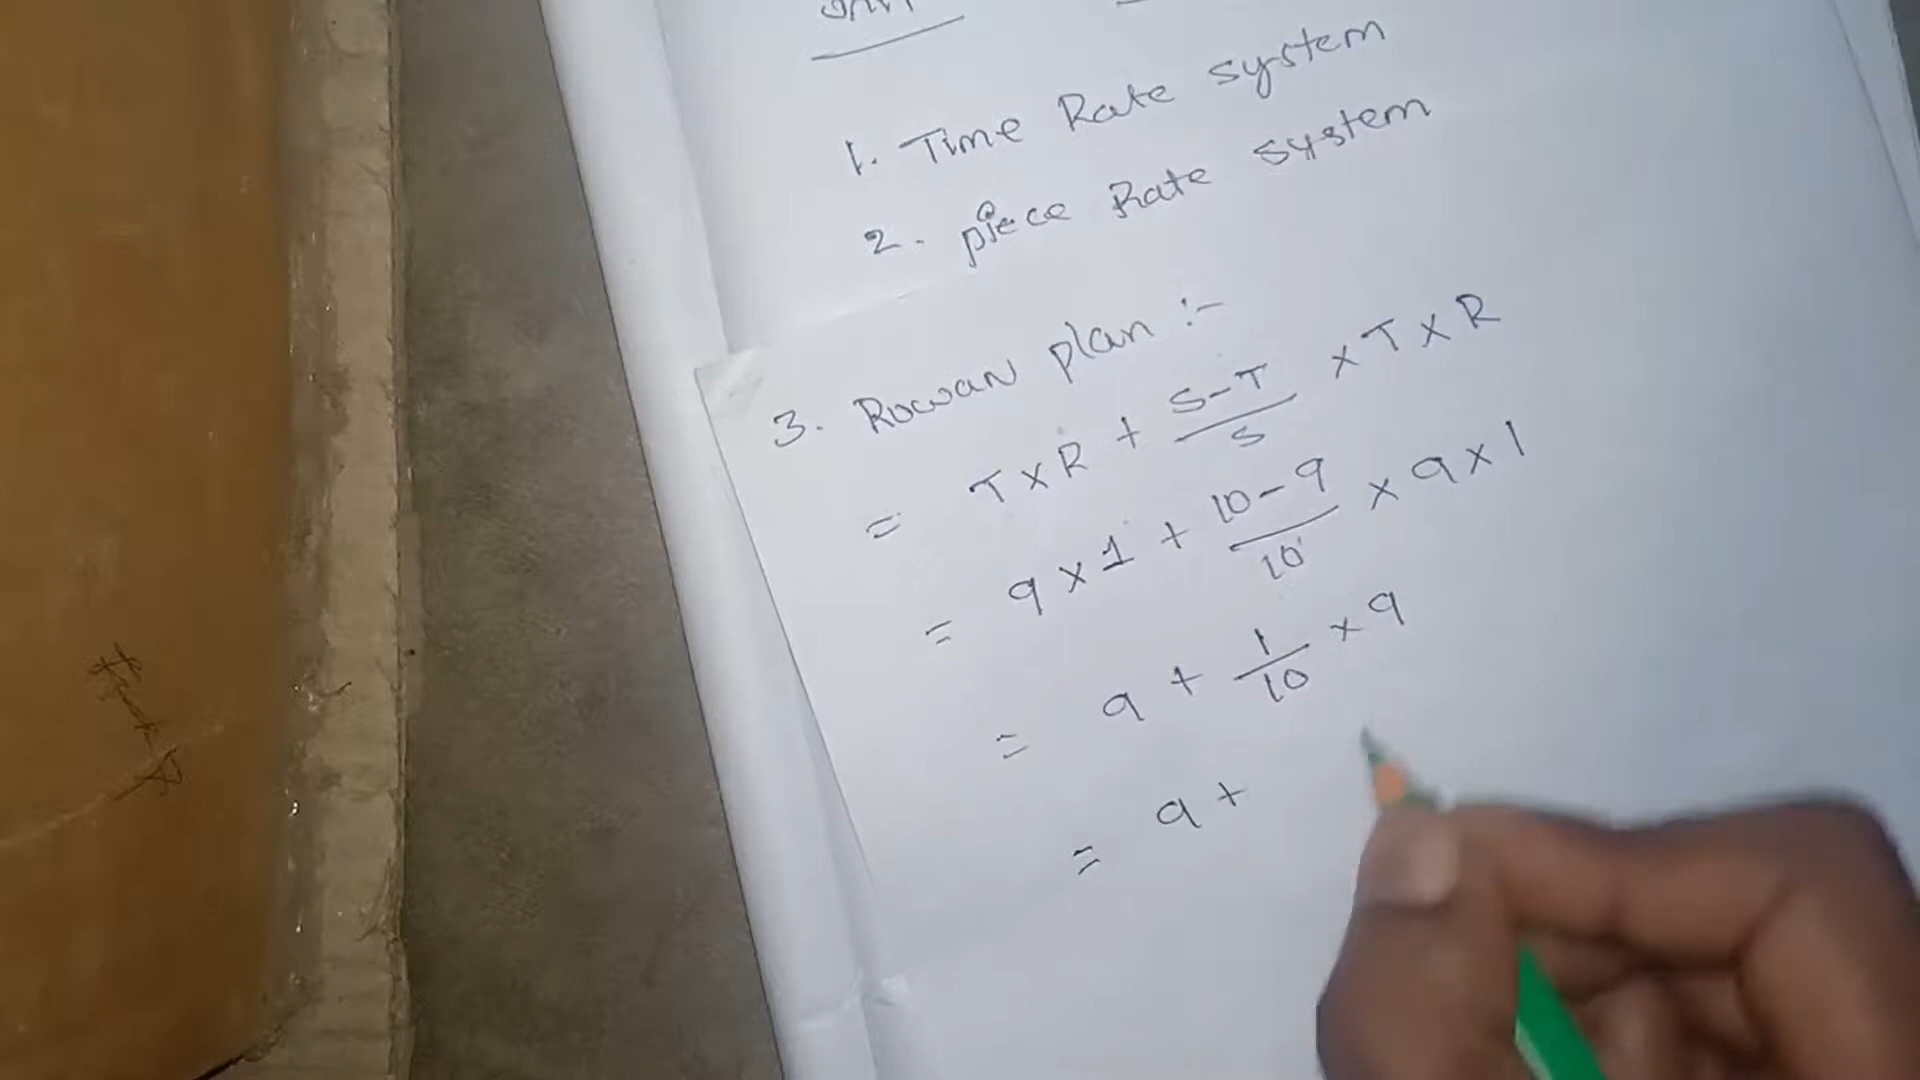 1. Time Rate system
2. piece Rate system
3. Rowan plan :-
= T x R + S-T/S x T x R
= 9 x 1 + 10-9/10 x 9 x 1
= 9 + 1/10 x 9
= 9 +